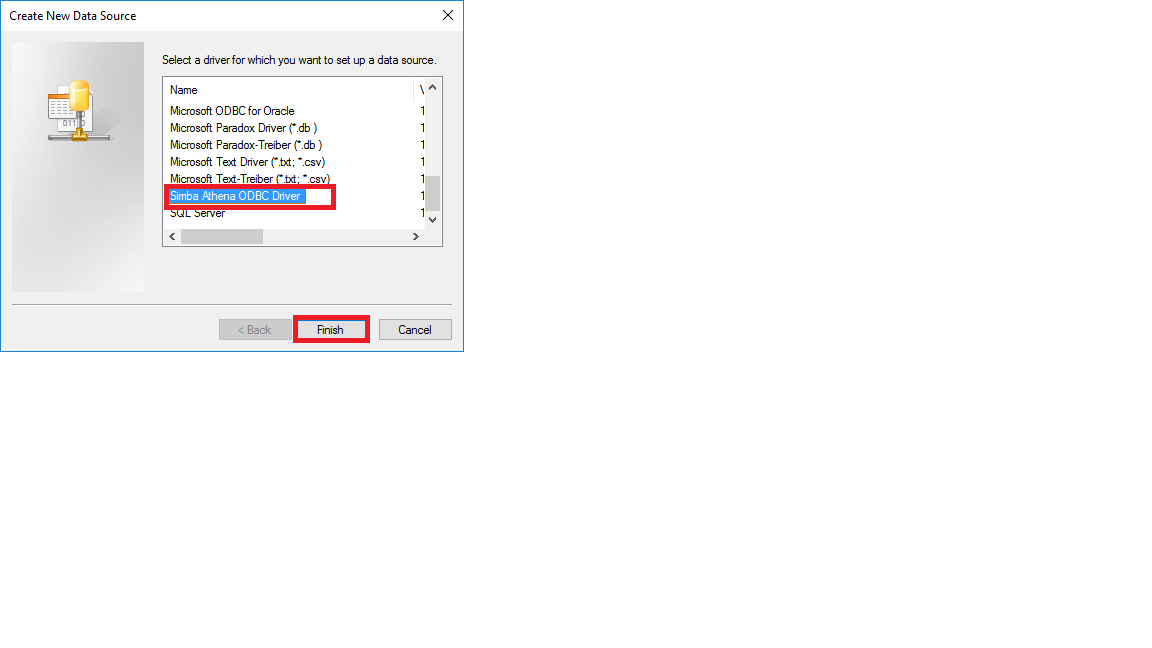 Create New Data Source
Select a driver for which you want to set up a data source.
Name V
Microsoft ODBC for Oracle 1
Microsoft Paradox Driver (*.db ) 1
Microsoft Paradox-Treiber (*.db ) 1
Microsoft Text Driver (*.txt; *.csv) 1
Microsoft Text-Treiber (*.txt; *.csv) 1
Simba Athena ODBC Driver 1
SQL Server 1
< Back Finish Cancel